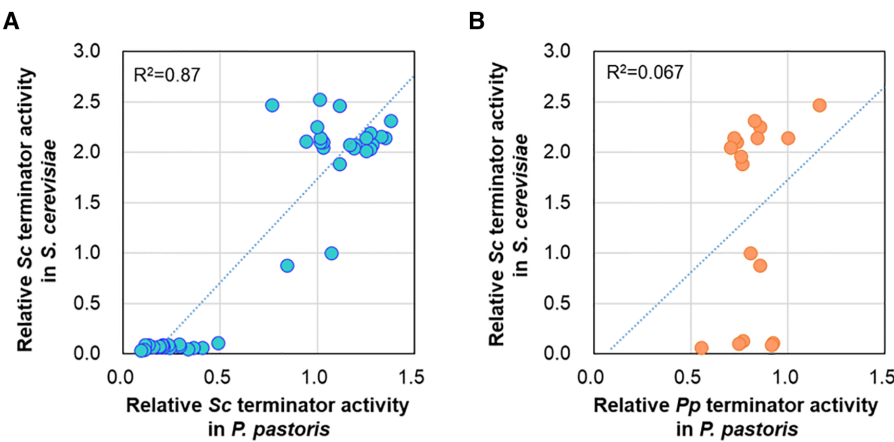 A
R²=0.87
3.0
2.5
2.0
1.5
1.0
0.5
0.0
Relative Sc terminator activity
in S. cerevisiae
0.0 0.5 1.0 1.5
Relative Sc terminator activity
in P. pastoris
B
R²=0.067
3.0
2.5
2.0
1.5
1.0
0.5
0.0
Relative Sc terminator activity
in S. cerevisiae
0.0 0.5 1.0 1.5
Relative Pp terminator activity
in P. pastoris